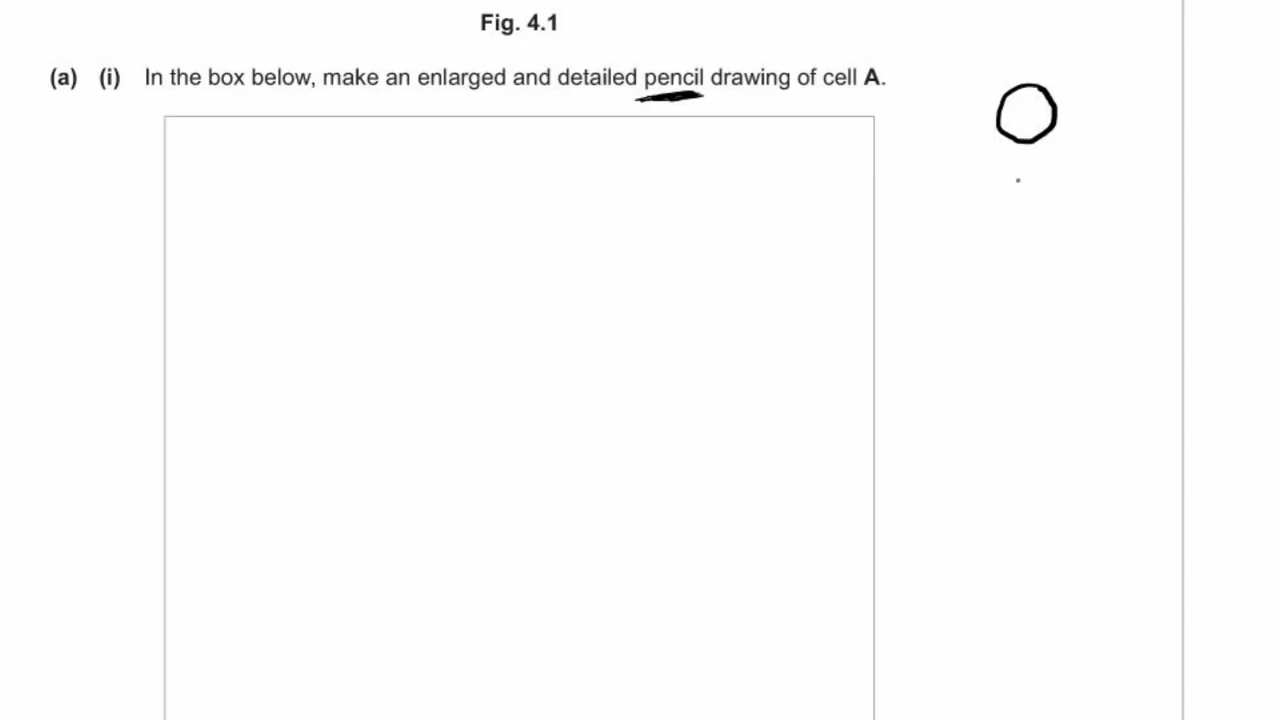 Fig. 4.1
(a) (i) In the box below, make an enlarged and detailed pencil drawing of cell A.